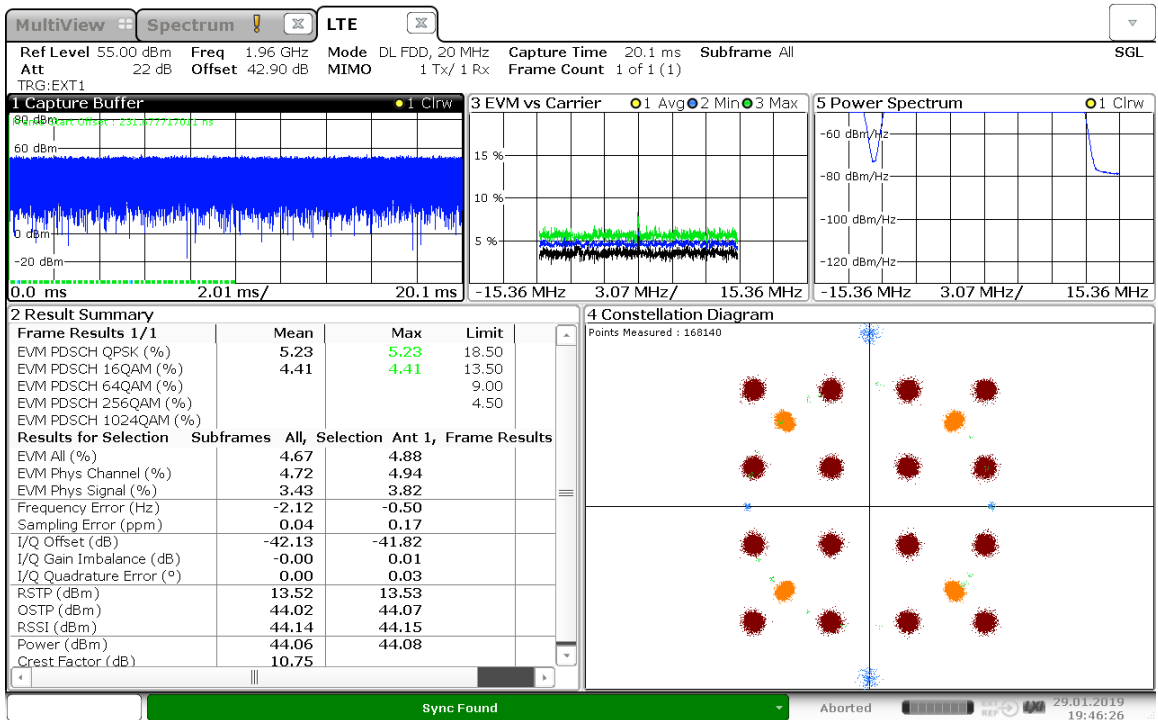 MultiView Spectrum ! LTE
Ref Level 55.00 dBm Freq 1.96 GHz Mode DL FDD, 20 MHz Capture Time 20.1 ms Subframe All SGL
Att 22 dB Offset 42.90 dB MIMO 1 Tx/ 1 Rx Frame Count 1 of 1 (1)
TRG:EXT1
1 Capture Buffer 1 Clrw
80 dBm
Frame Start Offset : 231.677717011 ns
60 dBm
0 dBm
-20 dBm
0.0 ms 2.01 ms/ 20.1 ms
3 EVM vs Carrier 1 Avg 2 Min 3 Max
15 %
10 %
5 %
-15.36 MHz 3.07 MHz/ 15.36 MHz
5 Power Spectrum 1 Clrw
-60 dBm/Hz
-80 dBm/Hz
-100 dBm/Hz
-120 dBm/Hz
-15.36 MHz 3.07 MHz/ 15.36 MHz
2 Result Summary
Frame Results 1/1 Mean Max Limit
EVM PDSCH QPSK (%) 5.23 5.23 18.50
EVM PDSCH 16QAM (%) 4.41 4.41 13.50
EVM PDSCH 64QAM (%) 9.00
EVM PDSCH 256QAM (%) 4.50
EVM PDSCH 1024QAM (%)
Results for Selection Subframes All, Selection Ant 1, Frame Results
EVM All (%) 4.67 4.88
EVM Phys Channel (%) 4.72 4.94
EVM Phys Signal (%) 3.43 3.82
Frequency Error (Hz) -2.12 -0.50
Sampling Error (ppm) 0.04 0.17
I/Q Offset (dB) -42.13 -41.82
I/Q Gain Imbalance (dB) -0.00 0.01
I/Q Quadrature Error (°) 0.00 0.03
RSTP (dBm) 13.52 13.53
OSTP (dBm) 44.02 44.07
RSSI (dBm) 44.14 44.15
Power (dBm) 44.06 44.08
Crest Factor (dB) 10.75
4 Constellation Diagram
Points Measured : 168140
Sync Found
Aborted
EXT
REF
LXI
29.01.2019
19:46:26